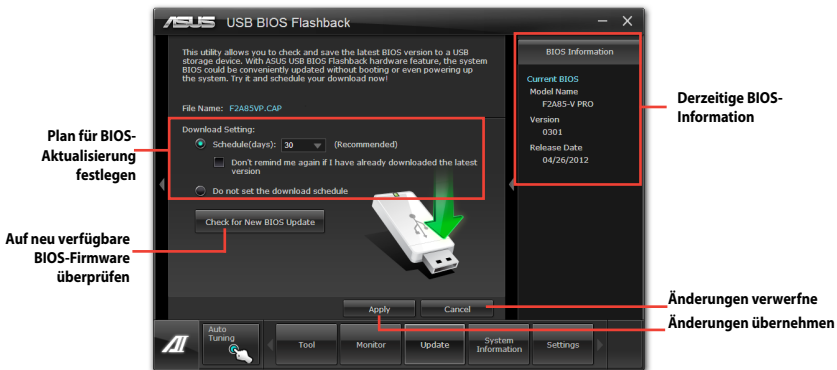 ASUS USB BIOS Flashback
This utility allows you to check and save the latest BIOS version to a USB
storage device. With ASUS USB BIOS Flashback hardware feature, the system
BIOS could be conveniently updated without booting or even powering up
the system. Try it and schedule your download now!
File Name: F2A85VP.CAP
Download Setting:
Schedule(days): 30 (Recommended)
Don't remind me again if I have already downloaded the latest
version
Do not set the download schedule
Check for New BIOS Update
Apply
Cancel
BIOS Information
Current BIOS
Model Name
F2A85-V PRO
Version
0301
Release Date
04/26/2012
Auto
Tuning
Tool
Monitor
Update
System
Information
Settings
Plan für BIOS-
Aktualisierung
festlegen
Auf neu verfügbare
BIOS-Firmware
überprüfen
Derzeitige BIOS-
Information
Änderungen verwerfne
Änderungen übernehmen